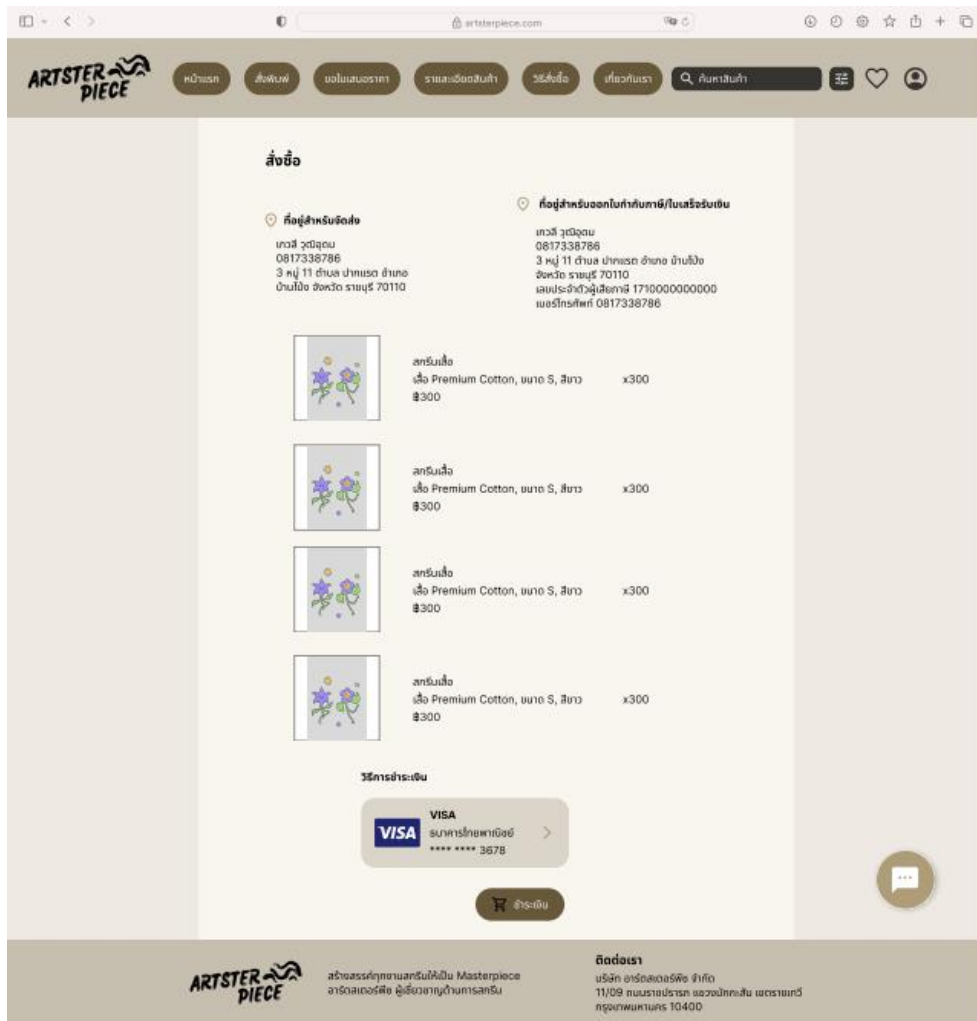 artsterpiece.com
ARTSTER PIECE
หน้าแรก
สั่งพิมพ์
ขอใบเสนอราคา
รายละเอียดสินค้า
วิธีสั่งซื้อ
เกี่ยวกับเรา
ค้นหาสินค้า
สั่งซื้อ
ที่อยู่สำหรับจัดส่ง
เกวลี วุฒิอุดม
0817338786
3 หมู่ 11 ตำบล ปากแรต อำเภอ
บ้านโป่ง จังหวัด ราชบุรี 70110
ที่อยู่สำหรับออกใบกำกับภาษี/ใบเสร็จรับเงิน
เกวลี วุฒิอุดม
0817338786
3 หมู่ 11 ตำบล ปากแรต อำเภอ บ้านโป่ง
จังหวัด ราชบุรี 70110
เลขประจำตัวผู้เสียภาษี 1710000000000
เบอร์โทรศัพท์ 0817338786
สกรีนเสื้อ
เสื้อ Premium Cotton, ขนาด S, สีขาว x300
฿300
สกรีนเสื้อ
เสื้อ Premium Cotton, ขนาด S, สีขาว x300
฿300
สกรีนเสื้อ
เสื้อ Premium Cotton, ขนาด S, สีขาว x300
฿300
สกรีนเสื้อ
เสื้อ Premium Cotton, ขนาด S, สีขาว x300
฿300
วิธีการชำระเงิน
VISA
VISA
ธนาคารไทยพาณิชย์
**** **** 3678
ชำระเงิน
ARTSTER PIECE
สร้างสรรค์ทุกงานสกรีนให้เป็น Masterpiece
อาร์ตสเตอร์พีซ ผู้เชี่ยวชาญด้านการสกรีน
ติดต่อเรา
บริษัท อาร์ตสเตอร์พีซ จำกัด
11/09 ถนนราชปรารภ แขวงมักกะสัน เขตราชเทวี
กรุงเทพมหานคร 10400